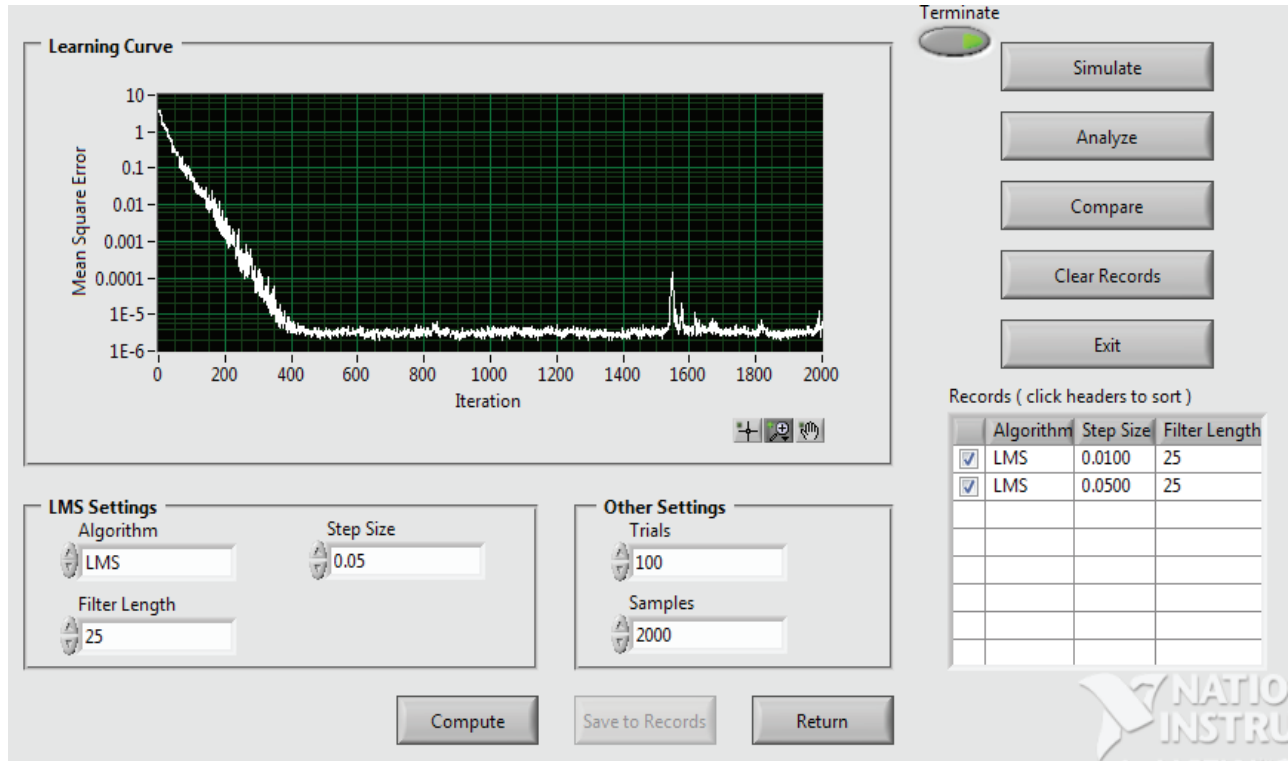 Terminate
Learning Curve
Simulate
Analyze
Compare
Clear Records
Exit
10
1
0.1
0.01
0.001
0.0001
1E-5
1E-6
Mean Square Error
0 200 400 600 800 1000 1200 1400 1600 1800 2000
Iteration
Records ( click headers to sort )
Algorithm Step Size Filter Length
LMS 0.0100 25
LMS 0.0500 25
LMS Settings
Algorithm Step Size
LMS 0.05
Filter Length
25
Other Settings
Trials
100
Samples
2000
Compute Save to Records Return
NATIO
INSTRU